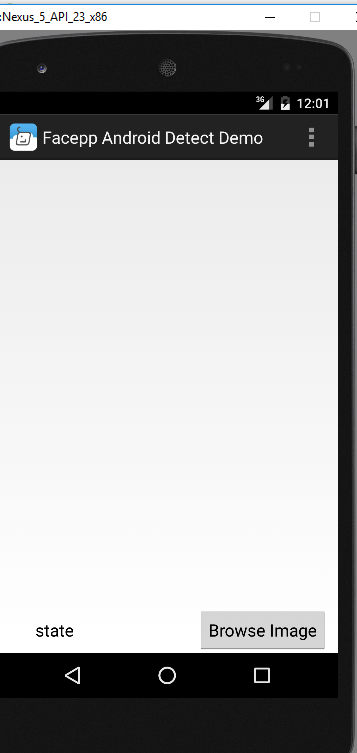 :Nexus_5_API_23_x86
3G 12:01
Facepp Android Detect Demo
state Browse Image